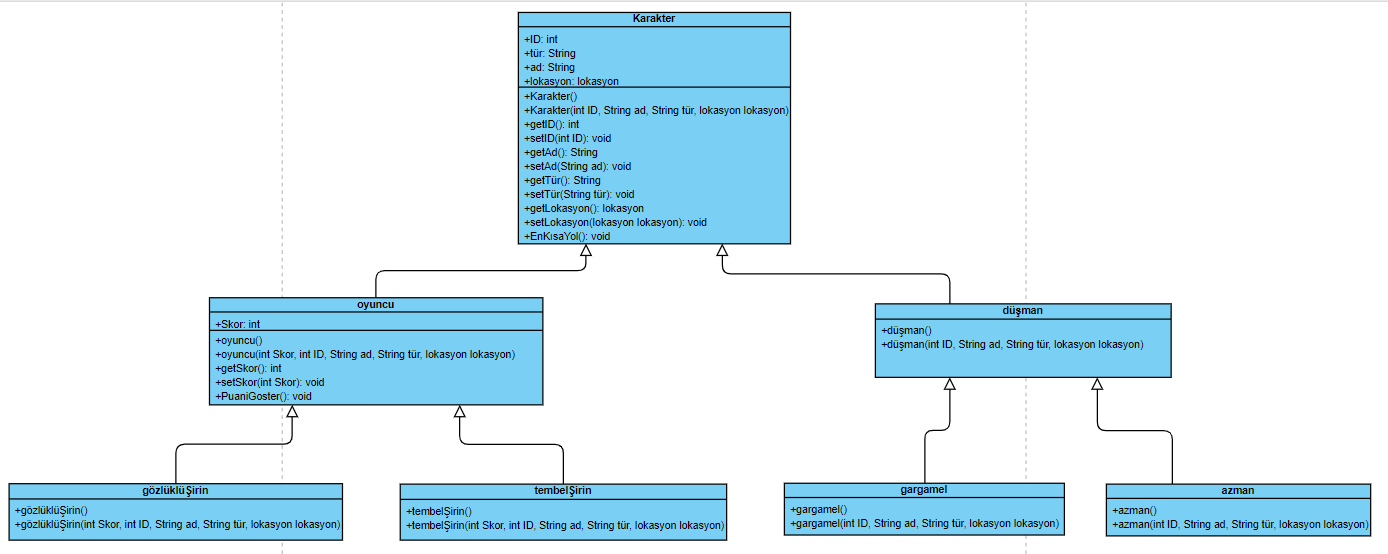 Karakter
+ID: int
+tür: String
+ad: String
+lokasyon: lokasyon
+Karakter()
+Karakter(int ID, String ad, String tür, lokasyon lokasyon)
+getID(): int
+setID(int ID): void
+getAd(): String
+setAd(String ad): void
+getTür(): String
+setTür(String tür): void
+getLokasyon(): lokasyon
+setLokasyon(lokasyon lokasyon): void
+EnKısaYol(): void
oyuncu
+Skor: int
+oyuncu()
+oyuncu(int Skor, int ID, String ad, String tür, lokasyon lokasyon)
+getSkor(): int
+setSkor(int Skor): void
+PuaniGoster(): void
düşman
+düşman()
+düşman(int ID, String ad, String tür, lokasyon lokasyon)
gözlüklüŞirin
+gözlüklüŞirin()
+gözlüklüŞirin(int Skor, int ID, String ad, String tür, lokasyon lokasyon)
tembelŞirin
+tembelŞirin()
+tembelŞirin(int Skor, int ID, String ad, String tür, lokasyon lokasyon)
gargamel
+gargamel()
+gargamel(int ID, String ad, String tür, lokasyon lokasyon)
azman
+azman()
+azman(int ID, String ad, String tür, lokasyon lokasyon)